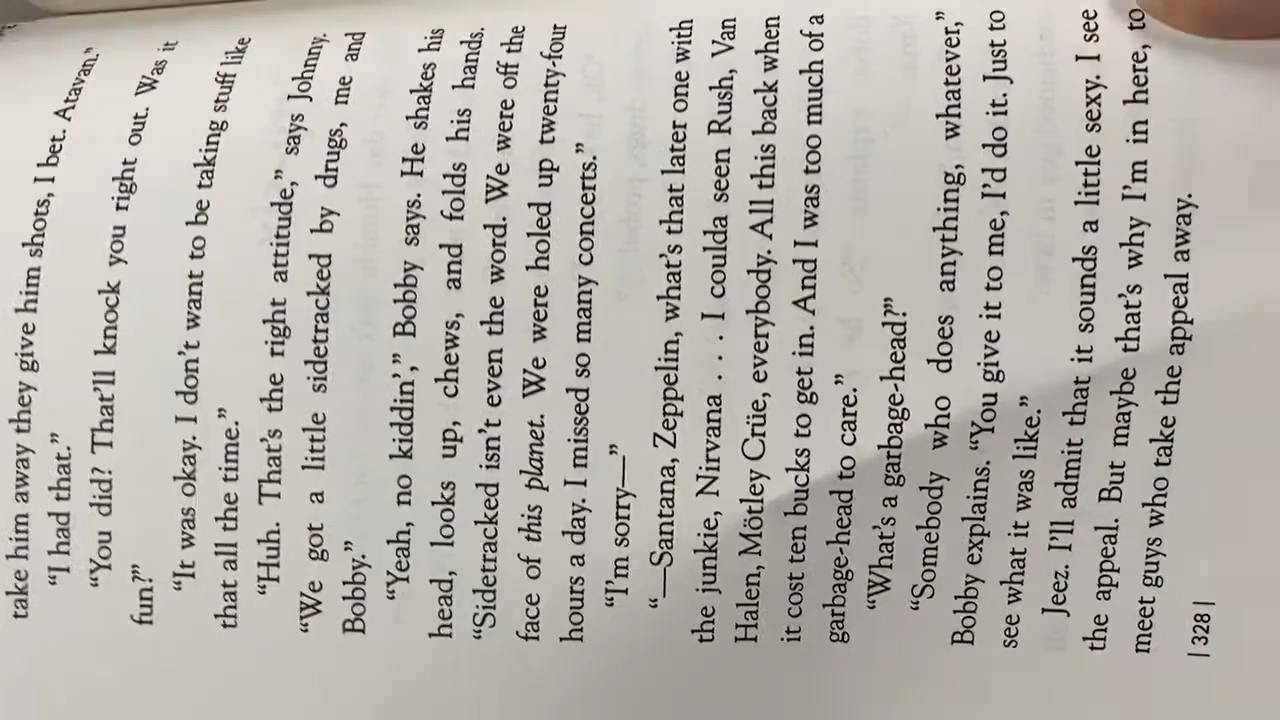 take him away they give him shots, I bet. Atavan.”
“I had that.”
“You did? That’ll knock you right out. Was it
fun?”
“It was okay. I don’t want to be taking stuff like
that all the time.”
“Huh. That’s the right attitude,” says Johnny.
“We got a little sidetracked by drugs, me and
Bobby.”
“Yeah, no kiddin’,” Bobby says. He shakes his
head, looks up, chews, and folds his hands.
“Sidetracked isn’t even the word. We were off the
face of this planet. We were holed up twenty-four
hours a day. I missed so many concerts.”
“I’m sorry—”
“—Santana, Zeppelin, what’s that later one with
the junkie, Nirvana . . . I coulda seen Rush, Van
Halen, Mötley Crüe, everybody. All this back when
it cost ten bucks to get in. And I was too much of a
garbage-head to care.”
“What’s a garbage-head?”
“Somebody who does anything, whatever,”
Bobby explains. “You give it to me, I’d do it. Just to
see what it was like.”
Jeez. I’ll admit that it sounds a little sexy. I see
the appeal. But maybe that’s why I’m in here, to
meet guys who take the appeal away.
| 328 |